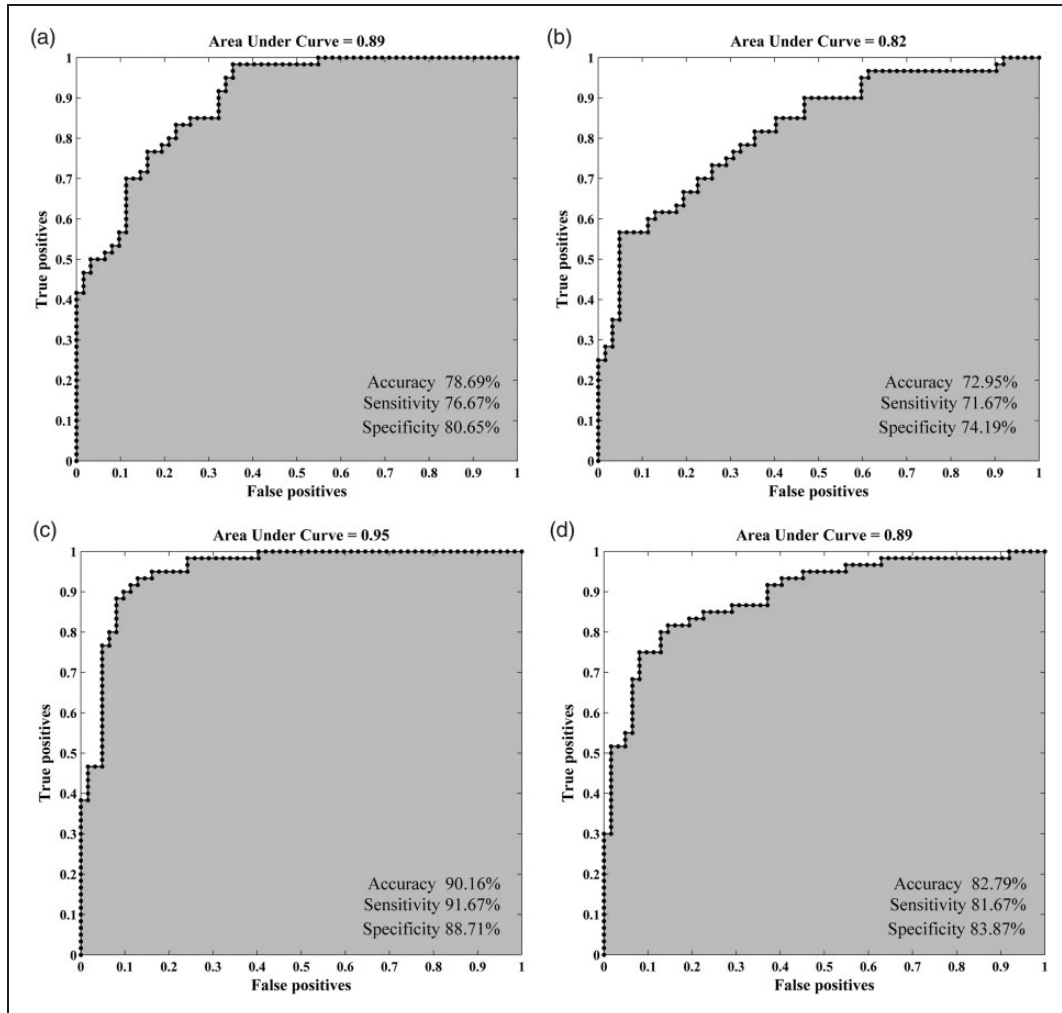 (a)
Area Under Curve = 0.89
1
0.9
0.8
0.7
0.6
0.5
0.4
0.3
0.2
0.1
0
True positives
Accuracy 78.69%
Sensitivity 76.67%
Specificity 80.65%
0 0.1 0.2 0.3 0.4 0.5 0.6 0.7 0.8 0.9 1
False positives
(b)
Area Under Curve = 0.82
1
0.9
0.8
0.7
0.6
0.5
0.4
0.3
0.2
0.1
0
True positives
Accuracy 72.95%
Sensitivity 71.67%
Specificity 74.19%
0 0.1 0.2 0.3 0.4 0.5 0.6 0.7 0.8 0.9 1
False positives
(c)
Area Under Curve = 0.95
1
0.9
0.8
0.7
0.6
0.5
0.4
0.3
0.2
0.1
0
True positives
Accuracy 90.16%
Sensitivity 91.67%
Specificity 88.71%
0 0.1 0.2 0.3 0.4 0.5 0.6 0.7 0.8 0.9 1
False positives
(d)
Area Under Curve = 0.89
1
0.9
0.8
0.7
0.6
0.5
0.4
0.3
0.2
0.1
0
True positives
Accuracy 82.79%
Sensitivity 81.67%
Specificity 83.87%
0 0.1 0.2 0.3 0.4 0.5 0.6 0.7 0.8 0.9 1
False positives